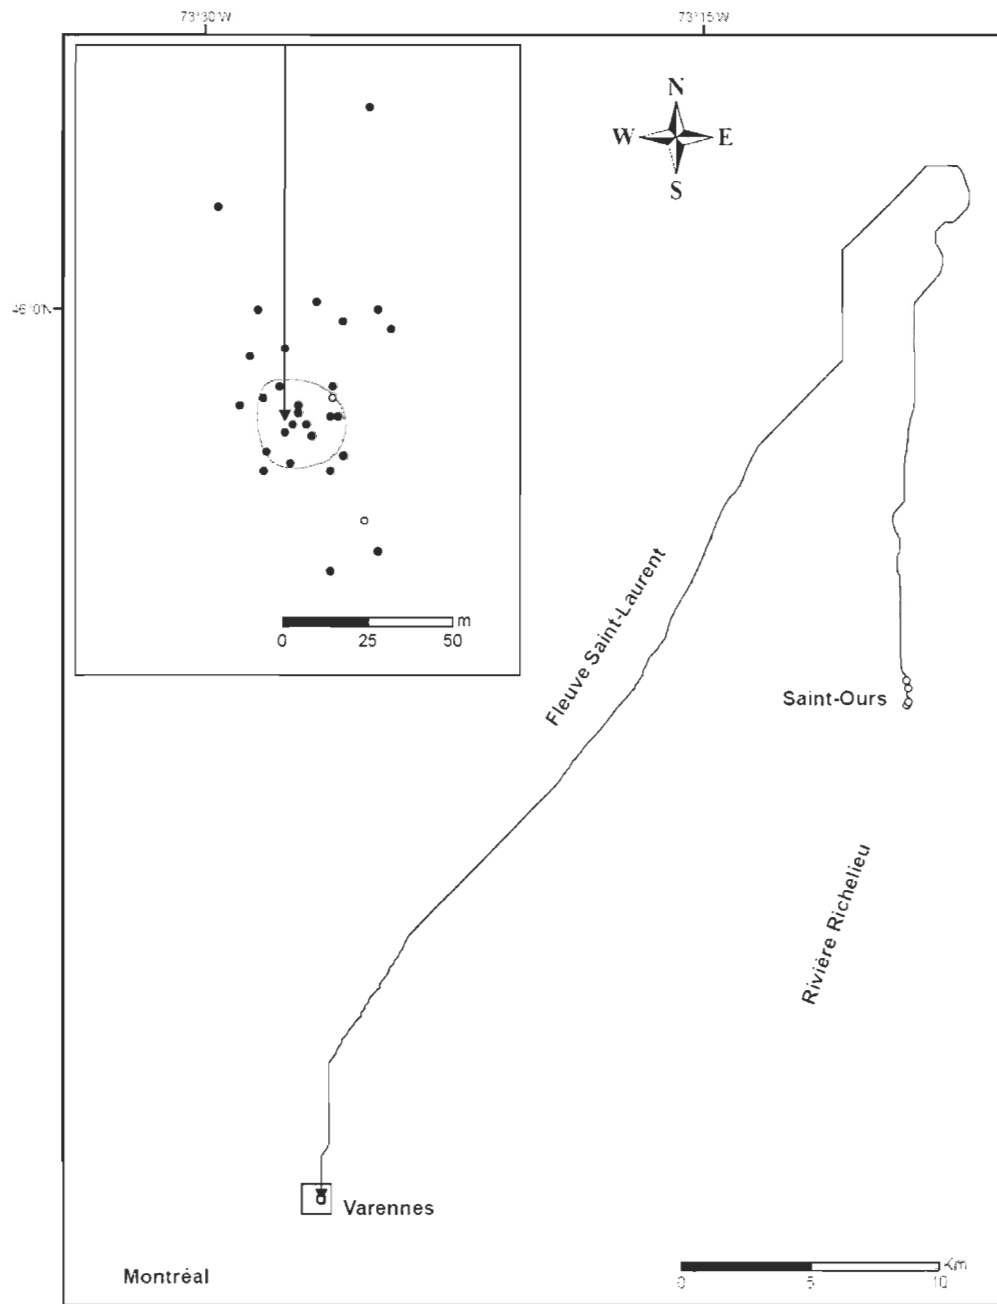 73°30'W
73°15'W
N
W E
S
46°0'N
m
0 25 50
Fleuve Saint-Laurent
Saint-Ours
Rivière Richelieu
Varennes
Montréal
Km
0 5 10